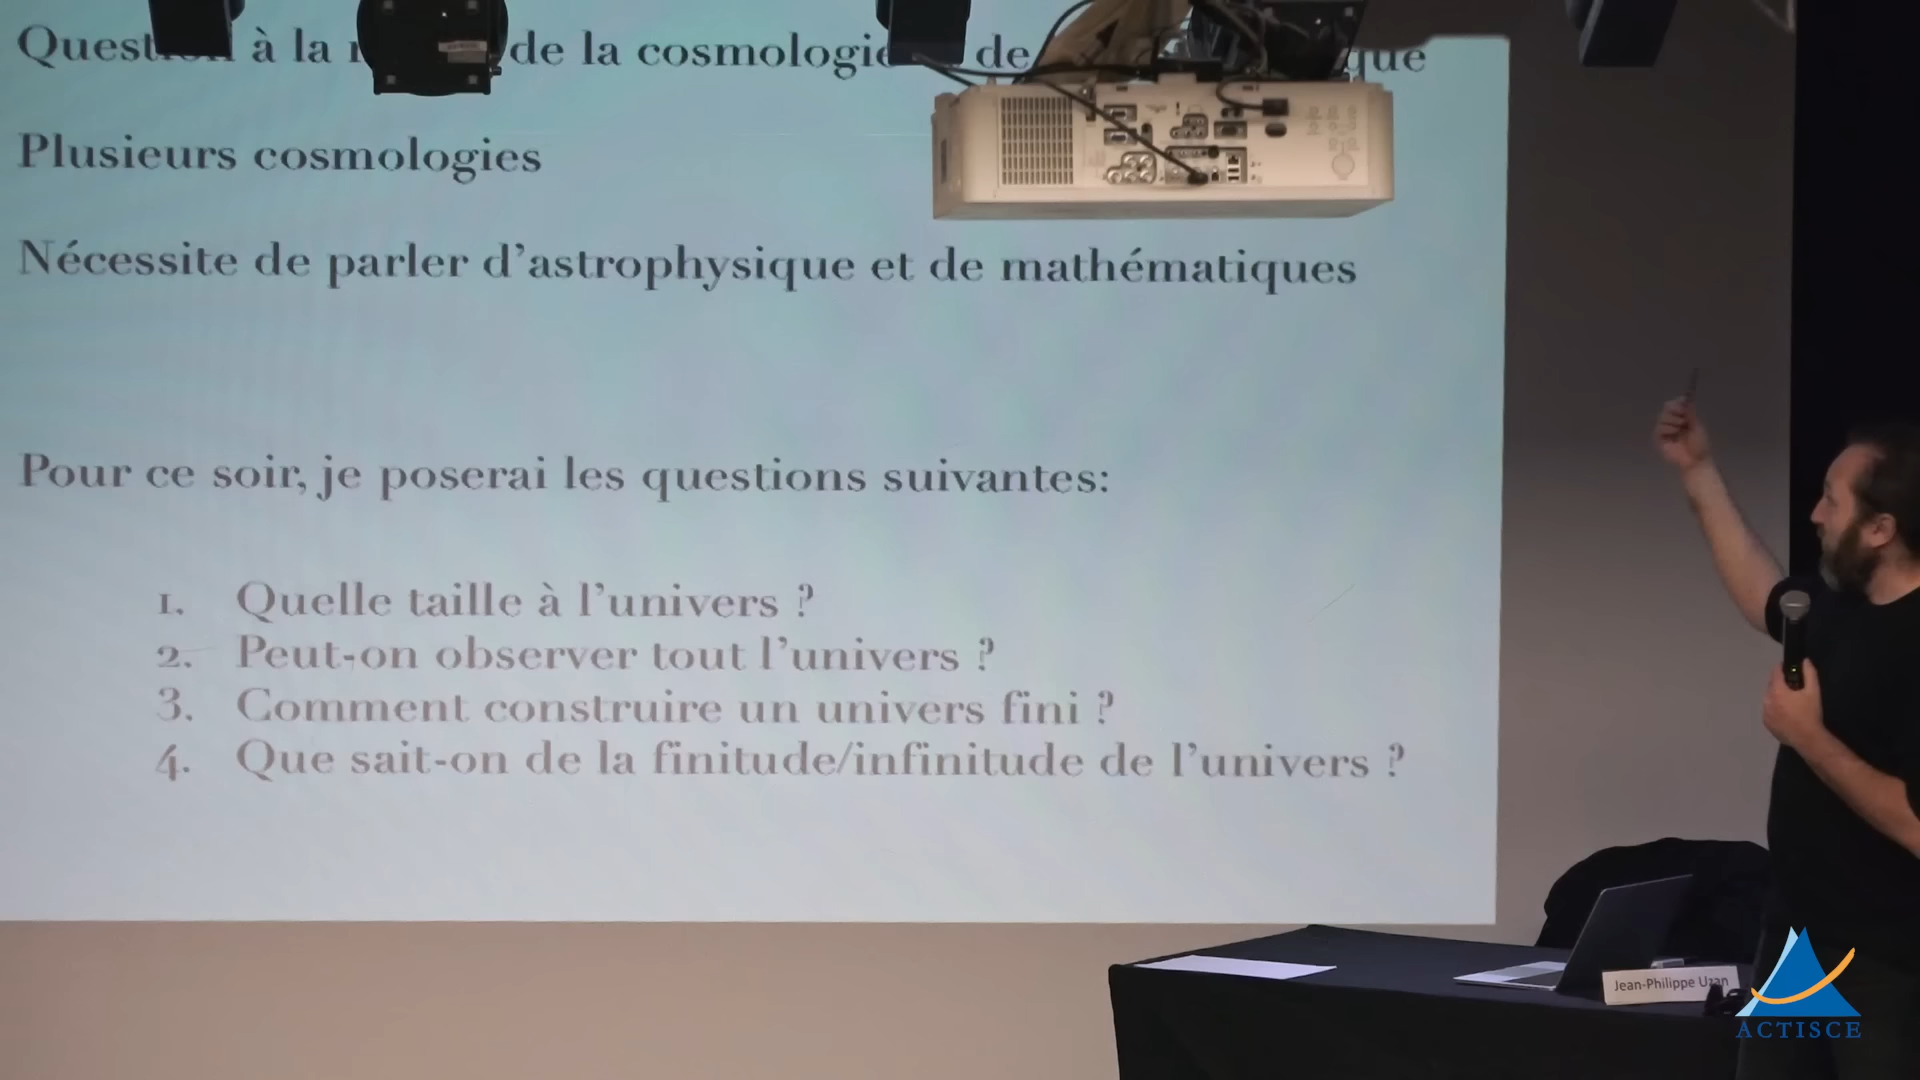 à la de la cosmologie de
Plusieurs cosmologies
Nécessite de parler d'astrophysique et de mathématiques
Pour ce soir, je poserai les questions suivantes:
1. Quelle taille à l'univers ?
2. Peut-on observer tout l'univers ?
3. Comment construire un univers fini ?
4. Que sait-on de la finitude/infinitude de l'univers ?
Jean-Philippe Uzan
ACTISCE